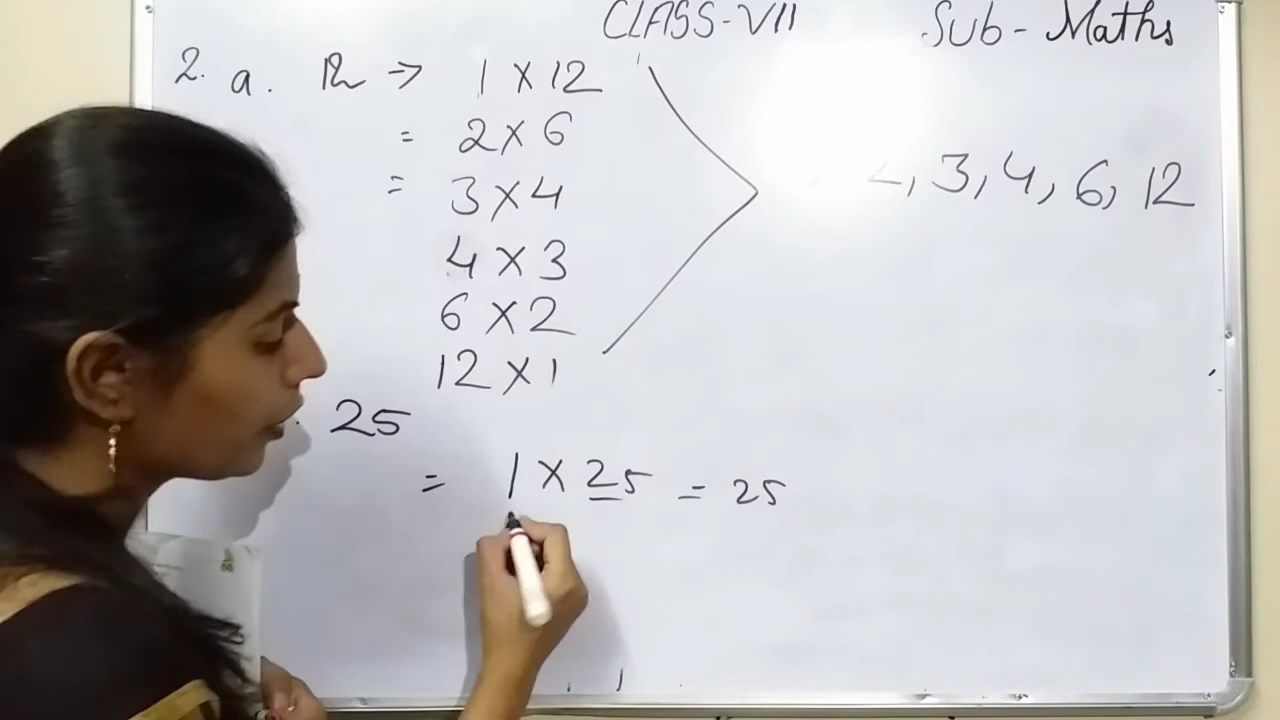 CLASS-VII Sub-Maths
2. a. 12 → 1 X 12
= 2 X 6
= 3 X 4
2, 3, 4, 6, 12
4 X 3
6 X 2
12 X 1
25
= 1 X 25 = 25